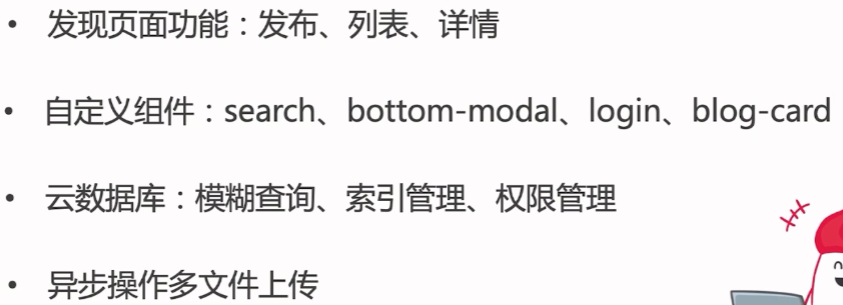 • 发现页面功能：发布、列表、详情
• 自定义组件：search、bottom-modal、login、blog-card
• 云数据库：模糊查询、索引管理、权限管理
• 异步操作多文件上传